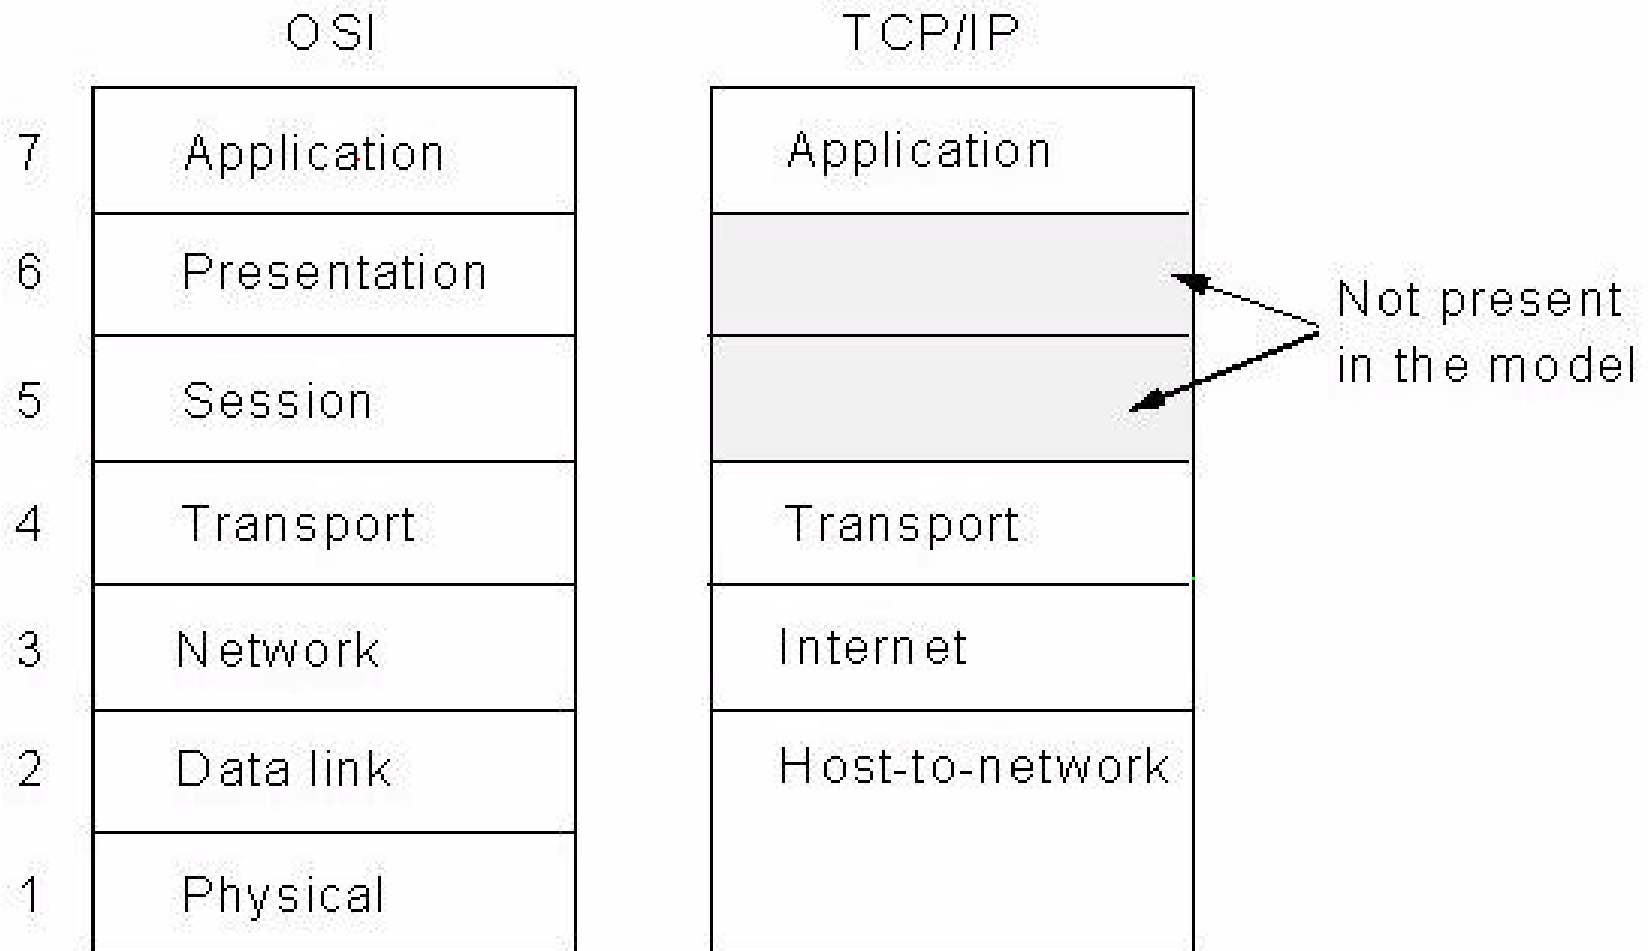 OSI
TCP/IP
7
Application
Application
6
Presentation
Not present
in the model
5
Session
4
Transport
Transport
3
Network
Internet
2
Data link
Host-to-network
1
Physical